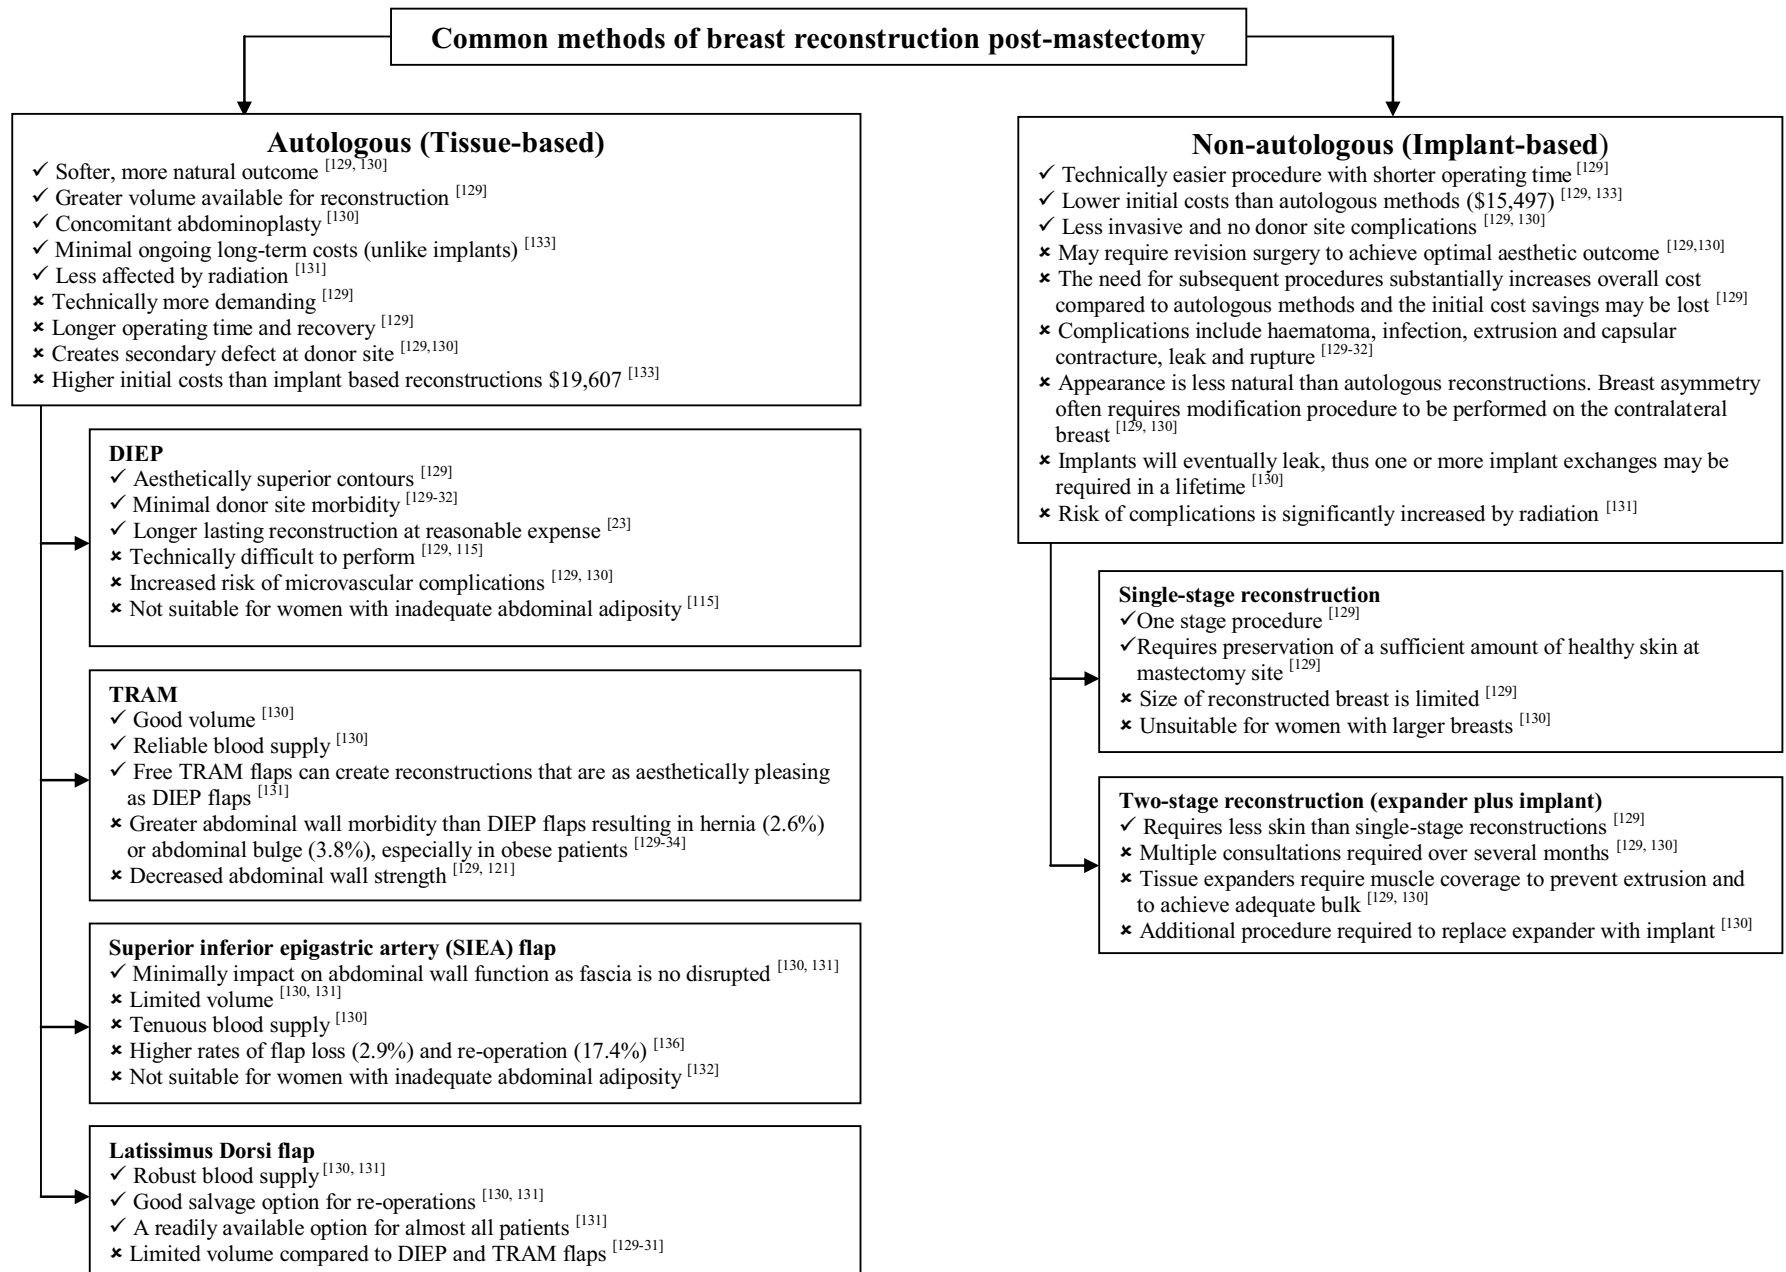 Common methods of breast reconstruction post-mastectomy
Autologous (Tissue-based)
✓ Softer, more natural outcome [129, 130]
✓ Greater volume available for reconstruction [129]
✓ Concomitant abdominoplasty [130]
✓ Minimal ongoing long-term costs (unlike implants) [133]
✓ Less affected by radiation [131]
✗ Technically more demanding [129]
✗ Longer operating time and recovery [129]
✗ Creates secondary defect at donor site [129,130]
✗ Higher initial costs than implant based reconstructions $19,607 [133]
DIEP
✓ Aesthetically superior contours [129]
✓ Minimal donor site morbidity [129-32]
✓ Longer lasting reconstruction at reasonable expense [23]
✗ Technically difficult to perform [129, 115]
✗ Increased risk of microvascular complications [129, 130]
✗ Not suitable for women with inadequate abdominal adiposity [115]
TRAM
✓ Good volume [130]
✓ Reliable blood supply [130]
✓ Free TRAM flaps can create reconstructions that are as aesthetically pleasing
as DIEP flaps [131]
✗ Greater abdominal wall morbidity than DIEP flaps resulting in hernia (2.6%)
or abdominal bulge (3.8%), especially in obese patients [129-34]
✗ Decreased abdominal wall strength [129, 121]
Superior inferior epigastric artery (SIEA) flap
✓ Minimally impact on abdominal wall function as fascia is no disrupted [130, 131]
✗ Limited volume [130, 131]
✗ Tenuous blood supply [130]
✗ Higher rates of flap loss (2.9%) and re-operation (17.4%) [136]
✗ Not suitable for women with inadequate abdominal adiposity [132]
Latissimus Dorsi flap
✓ Robust blood supply [130, 131]
✓ Good salvage option for re-operations [130, 131]
✓ A readily available option for almost all patients [131]
✗ Limited volume compared to DIEP and TRAM flaps [129-31]
Non-autologous (Implant-based)
✓ Technically easier procedure with shorter operating time [129]
✓ Lower initial costs than autologous methods ($15,497) [129, 133]
✓ Less invasive and no donor site complications [129, 130]
✗ May require revision surgery to achieve optimal aesthetic outcome [129,130]
✗ The need for subsequent procedures substantially increases overall cost
compared to autologous methods and the initial cost savings may be lost [129]
✗ Complications include haematoma, infection, extrusion and capsular
contracture, leak and rupture [129-32]
✗ Appearance is less natural than autologous reconstructions. Breast asymmetry
often requires modification procedure to be performed on the contralateral
breast [129, 130]
✗ Implants will eventually leak, thus one or more implant exchanges may be
required in a lifetime [130]
✗ Risk of complications is significantly increased by radiation [131]
Single-stage reconstruction
✓One stage procedure [129]
✓Requires preservation of a sufficient amount of healthy skin at
mastectomy site [129]
✗ Size of reconstructed breast is limited [129]
✗ Unsuitable for women with larger breasts [130]
Two-stage reconstruction (expander plus implant)
✓ Requires less skin than single-stage reconstructions [129]
✗ Multiple consultations required over several months [129, 130]
✗ Tissue expanders require muscle coverage to prevent extrusion and
to achieve adequate bulk [129, 130]
✗ Additional procedure required to replace expander with implant [130]